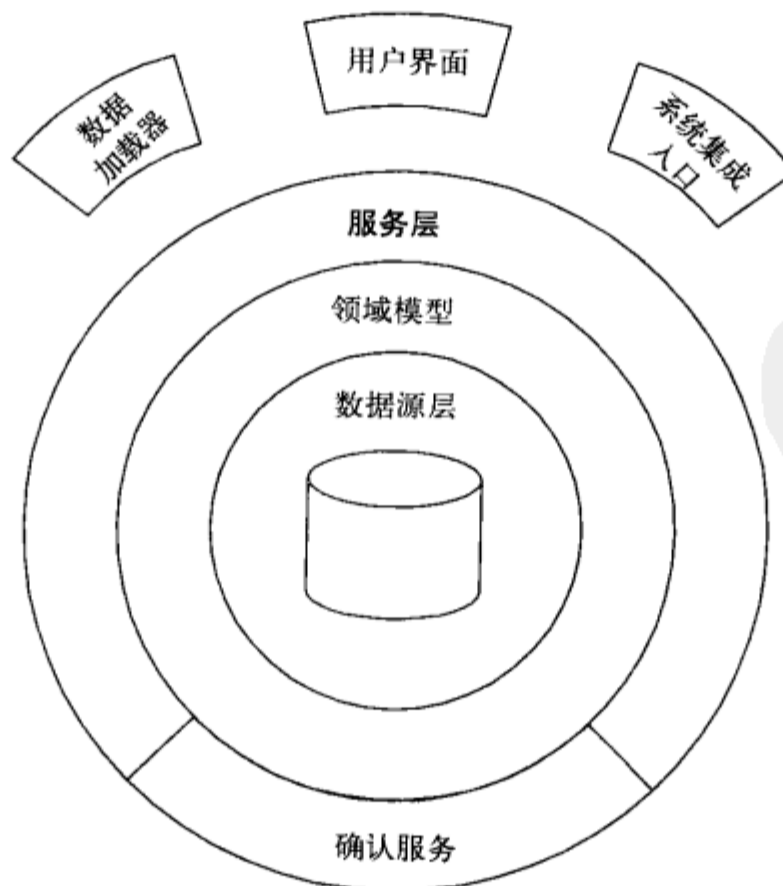 用户界面
数据
加载器
系统集成
入口
服务层
领域模型
数据源层
确认服务